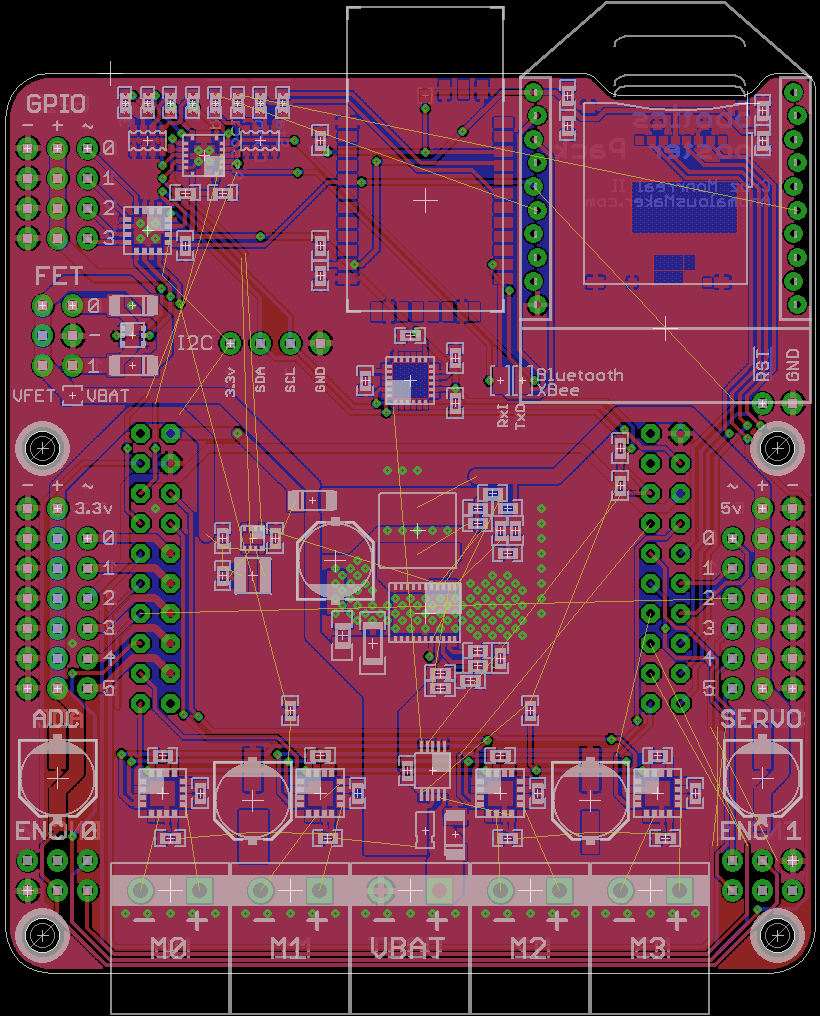 GPIO
- + ~
0
1
2
3
FET
0
-
1
VFET VBAT
I2C
3.3v
SDA
SCL
GND
Bluetooth
XBee
RXI
TXD
RST
GND
- + ~
3.3v
0
1
2
3
4
5
ADC
ENC 0
~ + -
5v
0
1
2
3
4
5
SERVO
ENC 1
- + - + - + - + - +
M0 M1 VBAT M2 M3